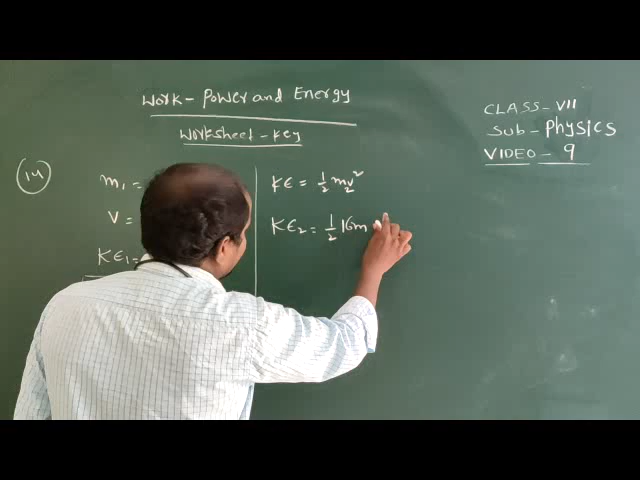 Work - Power and Energy
Worksheet - key
CLASS - VII
Sub - Physics
VIDEO - 9
14
m₁ =
V =
KE₁ =
KE = 1/2 mv₂²
KE₂ = 1/2 16m